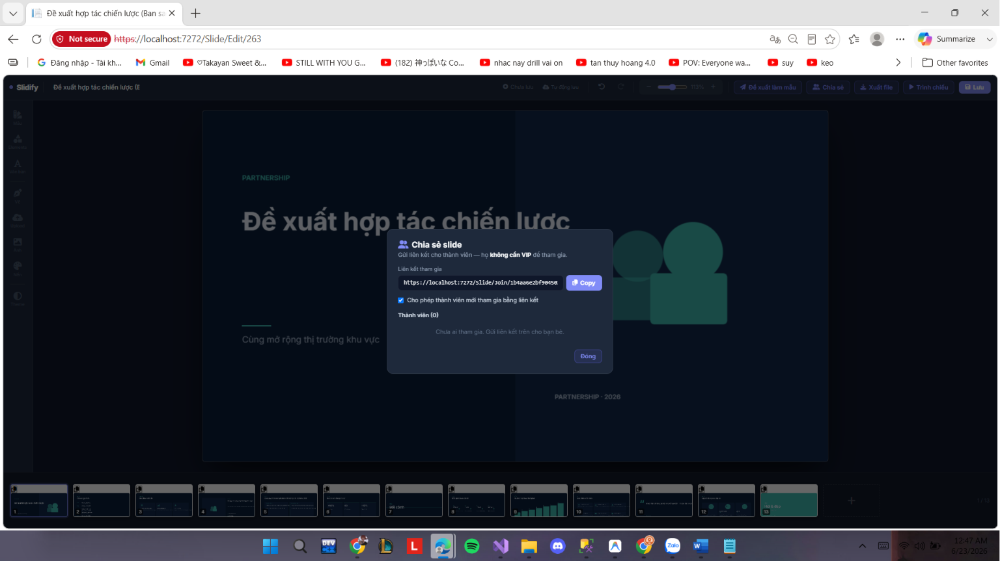 Đề xuất hợp tác chiến lược (Ban sa
Not secure
https://localhost:7272/Slide/Edit/263
Summarize
Đăng nhập - Tài kh...
Gmail
♡Takayan Sweet &...
STILL WITH YOU G...
(182) 神っぽいな Co...
nhac nay drill vai on
tan thuy hoang 4.0
POV: Everyone wa...
suy
keo
Other favorites
Slidify
Đề xuất hợp tác chiến lược (E
Chưa lưu
Tự động lưu
113%
Đề xuất làm mẫu
Chia sẻ
Xuất file
Trình chiếu
Lưu
PARTNERSHIP
Đề xuất hợp tác chiến lược
Cùng mở rộng thị trường khu vực
PARTNERSHIP · 2026
Chia sẻ slide
Gửi liên kết cho thành viên — họ không cần VIP để tham gia.
Liên kết tham gia
https://localhost:7272/Slide/Join/1b4aa6e2bf90450
Copy
Cho phép thành viên mới tham gia bằng liên kết
Thành viên (0)
Chưa ai tham gia. Gửi liên kết trên cho bạn bè.
Đóng
1
2
3
4
5
6
7
8
9
10
11
12
13
1 / 13
DEV
L
Zalo
12:47 AM
6/23/2026